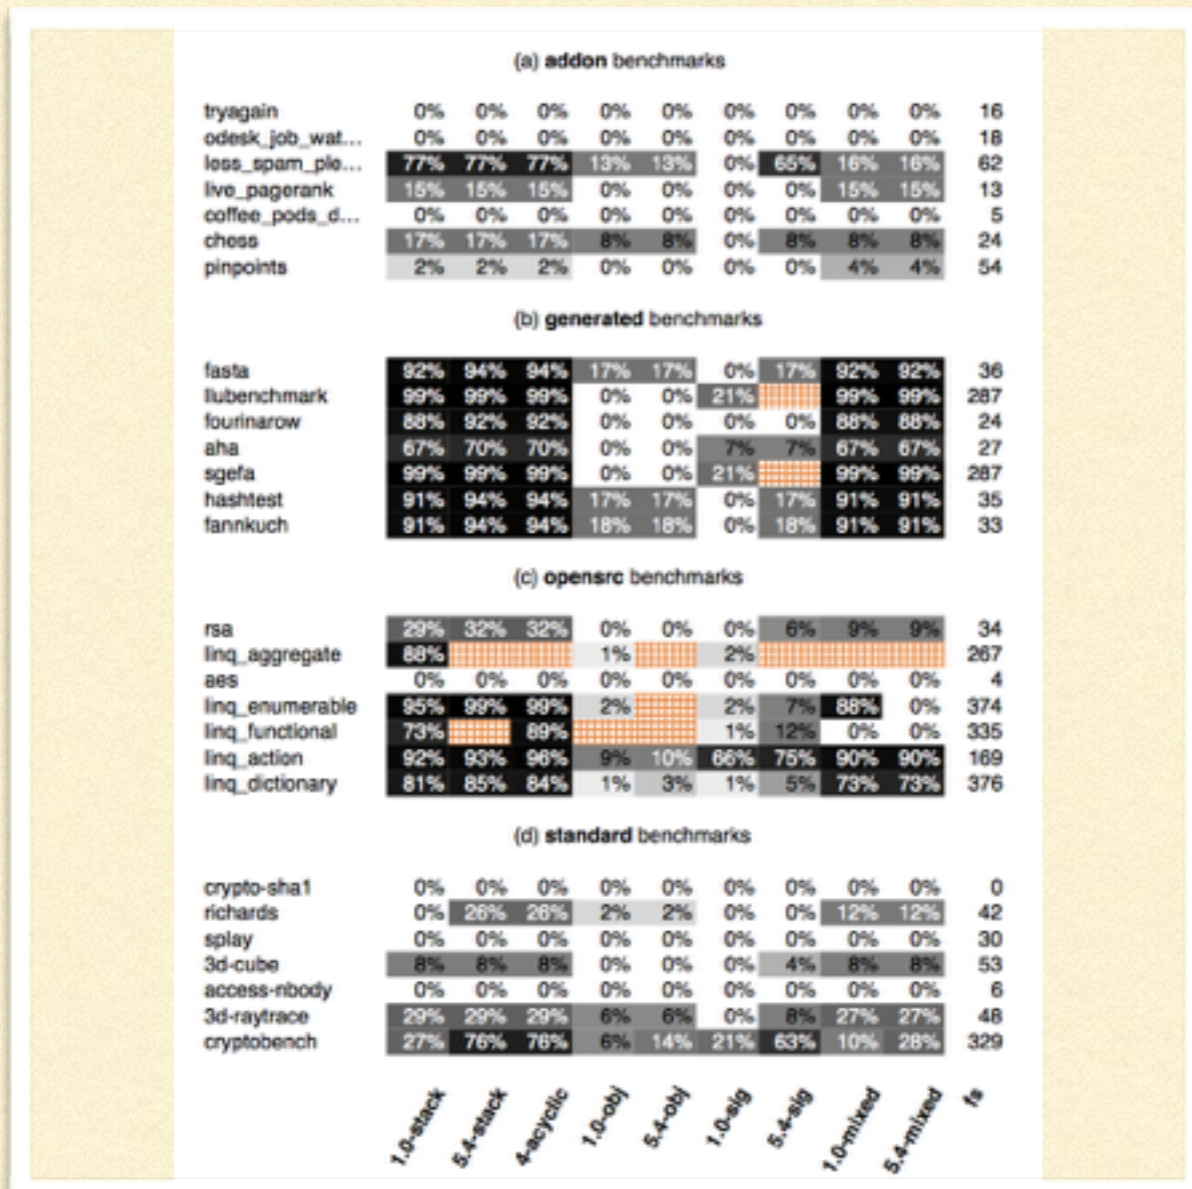 (a) addon benchmarks
tryagain 0% 0% 0% 0% 0% 0% 0% 0% 0% 16
odesk_job_wat... 0% 0% 0% 0% 0% 0% 0% 0% 0% 18
less_spam_ple... 77% 77% 77% 13% 13% 0% 65% 16% 16% 62
live_pagerank 15% 15% 15% 0% 0% 0% 0% 15% 15% 13
coffee_pods_d... 0% 0% 0% 0% 0% 0% 0% 0% 0% 5
chess 17% 17% 17% 8% 8% 0% 8% 8% 8% 24
pinpoints 2% 2% 2% 0% 0% 0% 0% 4% 4% 54
(b) generated benchmarks
fasta 92% 94% 94% 17% 17% 0% 17% 92% 92% 36
llubenchmark 99% 99% 99% 0% 0% 21% 99% 99% 287
fourinarow 88% 92% 92% 0% 0% 0% 0% 88% 88% 24
aha 67% 70% 70% 0% 0% 7% 7% 67% 67% 27
sgefa 99% 99% 99% 0% 0% 21% 99% 99% 287
hashtest 91% 94% 94% 17% 17% 0% 17% 91% 91% 35
fannkuch 91% 94% 94% 18% 18% 0% 18% 91% 91% 33
(c) opensrc benchmarks
rsa 29% 32% 32% 0% 0% 0% 6% 9% 9% 34
linq_aggregate 88% 1% 2% 267
aes 0% 0% 0% 0% 0% 0% 0% 0% 0% 4
linq_enumerable 95% 99% 99% 2% 2% 7% 88% 0% 374
linq_functional 73% 89% 1% 12% 0% 0% 335
linq_action 92% 93% 96% 9% 10% 66% 75% 90% 90% 169
linq_dictionary 81% 85% 84% 1% 3% 1% 5% 73% 73% 376
(d) standard benchmarks
crypto-sha1 0% 0% 0% 0% 0% 0% 0% 0% 0% 0
richards 0% 26% 26% 2% 2% 0% 0% 12% 12% 42
splay 0% 0% 0% 0% 0% 0% 0% 0% 0% 30
3d-cube 8% 8% 8% 0% 0% 0% 4% 8% 8% 53
access-nbody 0% 0% 0% 0% 0% 0% 0% 0% 0% 6
3d-raytrace 29% 29% 29% 6% 6% 0% 8% 27% 27% 48
cryptobench 27% 76% 76% 6% 14% 21% 63% 10% 28% 329
1.0-stack 5.4-stack 4-acyclic 1.0-obj 5.4-obj 1.0-sig 5.4-sig 1.0-mixed 5.4-mixed fs